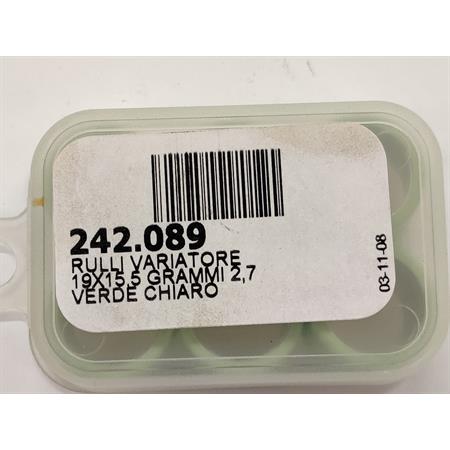 242.089
RULLI VARIATORE
19X15,5 GRAMMI 2,7
VERDE CHIARO
03-11-08